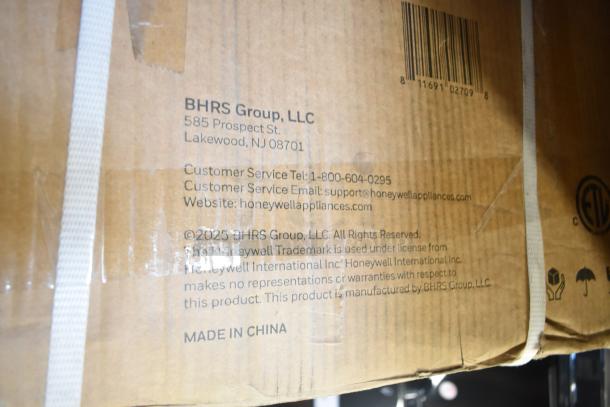 8 11691 02709 8
BHRS Group, LLC
585 Prospect St.
Lakewood, NJ 08701
Customer Service Tel: 1-800-604-0295
Customer Service Email: support@honeywellappliances.com
Website: honeywellappliances.com
©2025 BHRS Group, LLC All Rights Reserved.
The Honeywell Trademark is used under license from
Honeywell International Inc. Honeywell International Inc.
makes no representations or warranties with respect to
this product. This product is manufactured by BHRS Group, LLC
MADE IN CHINA
C